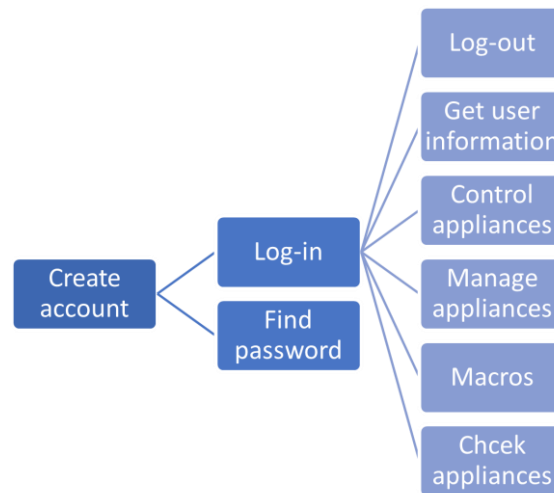 Create
account
Log-in
Find
password
Log-out
Get user
information
Control
appliances
Manage
appliances
Macros
Chcek
appliances